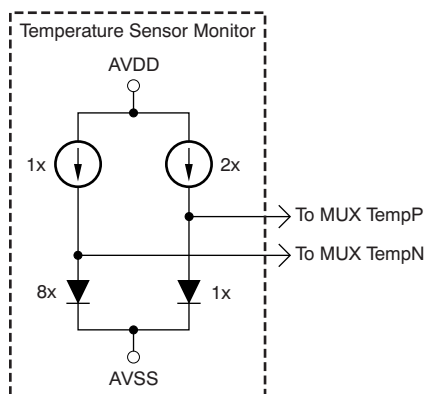 Temperature Sensor Monitor
AVDD
1x
2x
To MUX TempP
To MUX TempN
8x
1x
AVSS